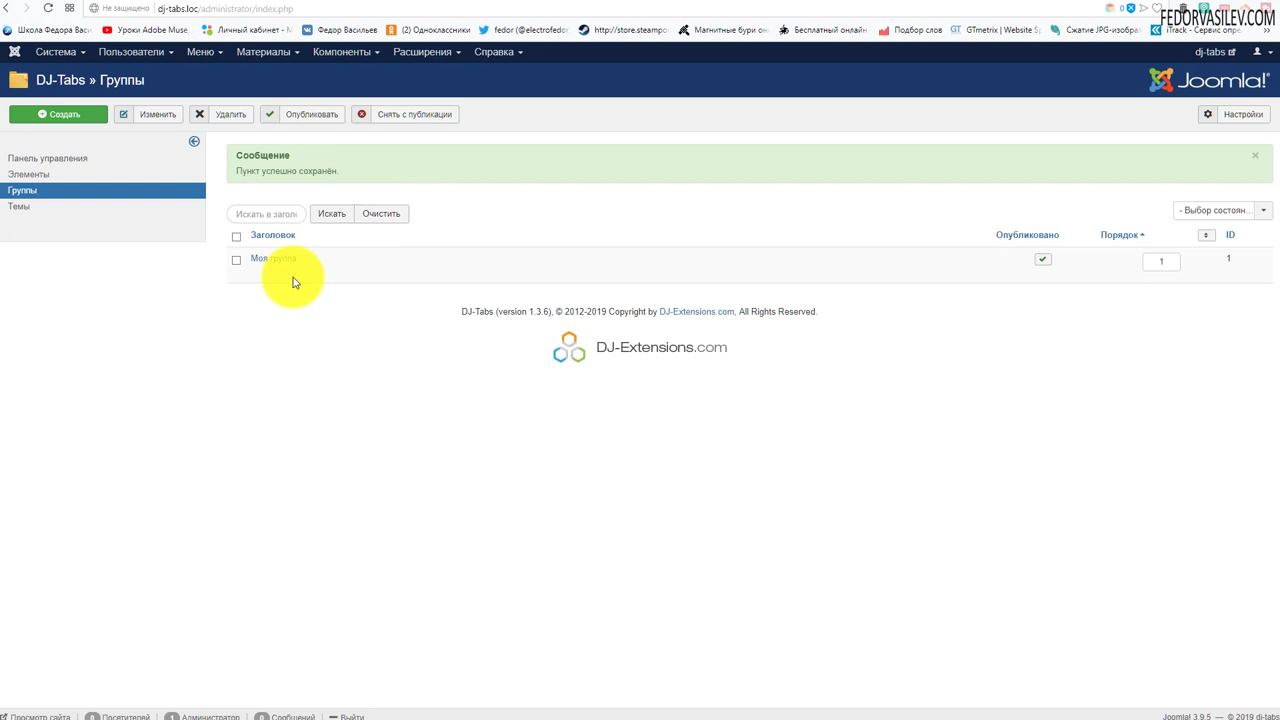 dj-tabs.loc/administrator/index.php
Не защищено
FEDORVASILEV.COM
Школа Федора Васи
Уроки Adobe Muse
Личный кабинет - М
Федор Васильев
(2) Одноклассники
fedor (@electrofedor
http://store.steampo
Магнитные бури он
Бесплатный онлайн
Подбор слов
GTmetrix | Website Sp
Сжатие JPG-изображ
iTrack - Сервис опре
Система
Пользователи
Меню
Материалы
Компоненты
Расширения
Справка
dj-tabs
DJ-Tabs » Группы
Joomla!
Создать
Изменить
Удалить
Опубликовать
Снять с публикации
Настройки
Панель управления
Элементы
Группы
Темы
Сообщение
Пункт успешно сохранён.
Искать в загол
Искать
Очистить
- Выбор состоян...
Заголовок
Опубликовано
Порядок
ID
Моя группа
1
1
DJ-Tabs (version 1.3.6), © 2012-2019 Copyright by DJ-Extensions.com, All Rights Reserved.
DJ-Extensions.com
Просмотр сайта
0 Посетителей
1 Администратор
0 Сообщений
Выйти
Joomla! 3.9.5 — © 2019 dj-tabs